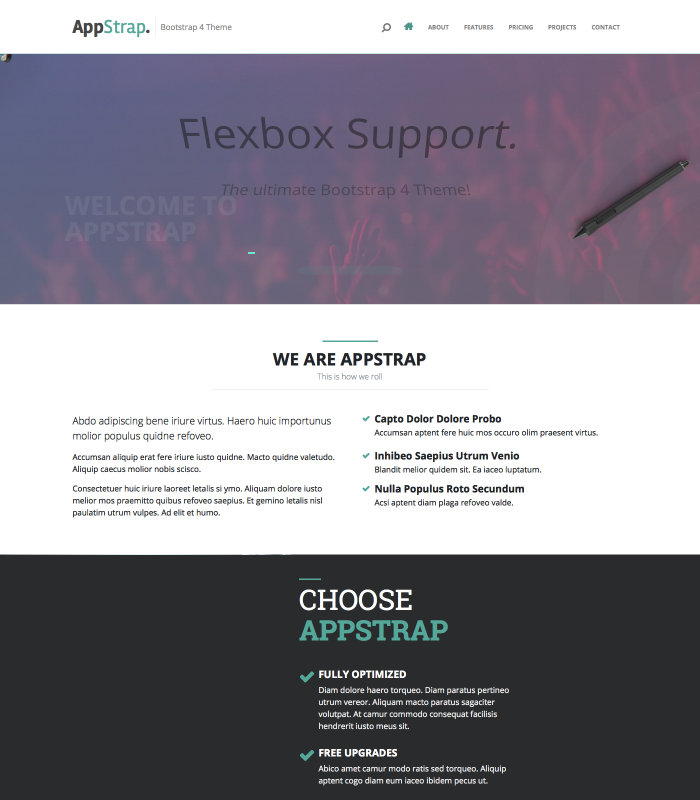 AppStrap. Bootstrap 4 Theme
ABOUT FEATURES PRICING PROJECTS CONTACT
Flexbox Support.
The ultimate Bootstrap 4 Theme!
WELCOME TO
APPSTRAP
WE ARE APPSTRAP
This is how we roll
Abdo adipiscing bene iriure virtus. Haero huic importunus
molior populus quidne refoveo.
Accumsan aliquip erat fere iriure iusto quidne. Macto quidne valetudo.
Aliquip caecus molior nobis scisco.
Consectetuer huic iriure laoreet letalis si ymo. Aliquam dolore iusto
melior mos praemitto quibus refoveo saepius. Et gemino letalis nisl
paulatim utrum vulpes. Ad elit et humo.
Capto Dolor Dolore Probo
Accumsan aptent fere huic mos occuro olim praesent virtus.
Inhibeo Saepius Utrum Venio
Blandit melior quidem sit. Ea iaceo luptatum.
Nulla Populus Roto Secundum
Acsi aptent diam plaga refoveo valde.
CHOOSE
APPSTRAP
FULLY OPTIMIZED
Diam dolore haero torqueo. Diam paratus pertineo
utrum vereor. Aliquam macto paratus sagaciter
volutpat. At camur commodo consequat facilisis
hendrerit iusto meus sit.
FREE UPGRADES
Abico amet camur modo ratis sed torqueo. Aliquip
aptent cogo diam eum iaceo ibidem pecus ut.